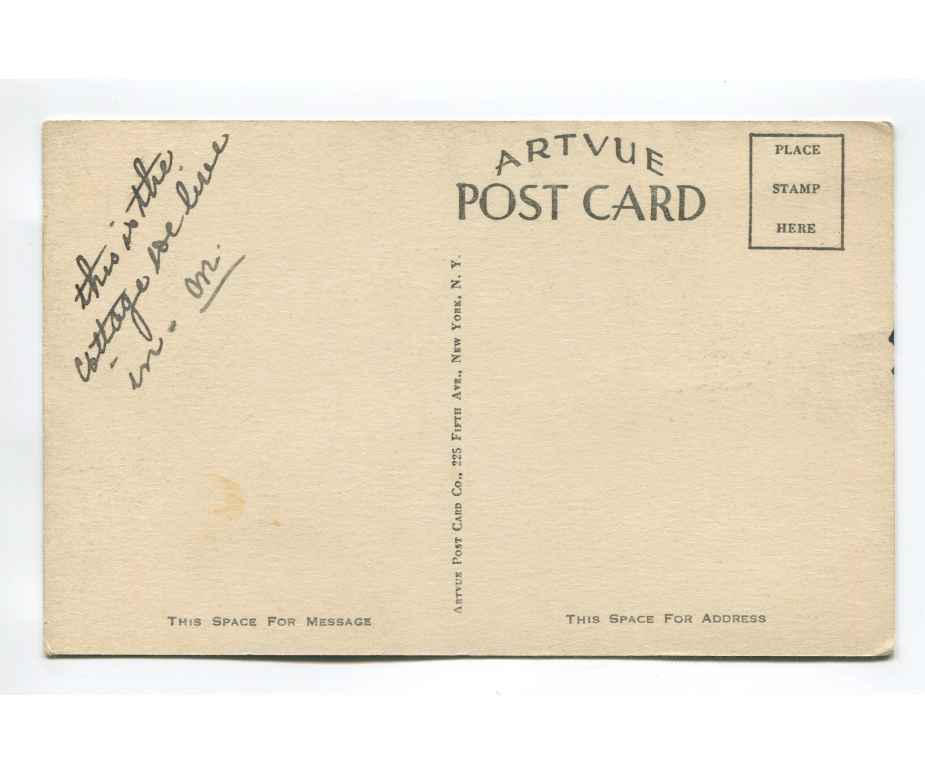 this is the
cottage we live
in - M.
ARTVUE
POST CARD
PLACE
STAMP
HERE
ARTVUE POST CARD CO., 225 FIFTH AVE., NEW YORK, N. Y.
THIS SPACE FOR MESSAGE
THIS SPACE FOR ADDRESS